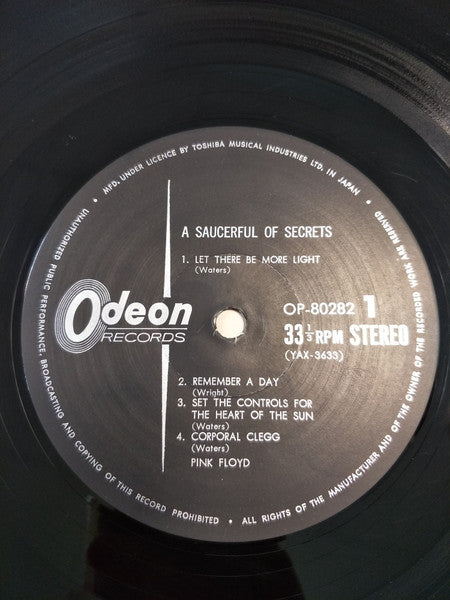 MFD. UNDER LICENCE BY TOSHIBA MUSICAL INDUSTRIES LTD. IN JAPAN
A SAUCERFUL OF SECRETS
1. LET THERE BE MORE LIGHT
(Waters)
Odeon
RECORDS
OP-80282 1
33⅓RPM STEREO
(YAX-3633)
2. REMEMBER A DAY
(Wright)
3. SET THE CONTROLS FOR
THE HEART OF THE SUN
(Waters)
4. CORPORAL CLEGG
(Waters)
PINK FLOYD
• ALL RIGHTS OF THE MANUFACTURER AND OF THE OWNER OF THE RECORDED WORK ARE RESERVED •
UNAUTHORIZED PUBLIC PERFORMANCE, BROADCASTING AND COPYING OF THIS RECORD PROHIBITED